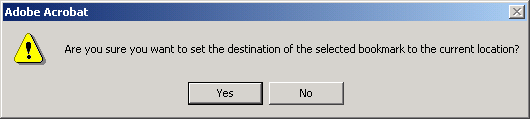 Adobe Acrobat
Are you sure you want to set the destination of the selected bookmark to the current location?
Yes No